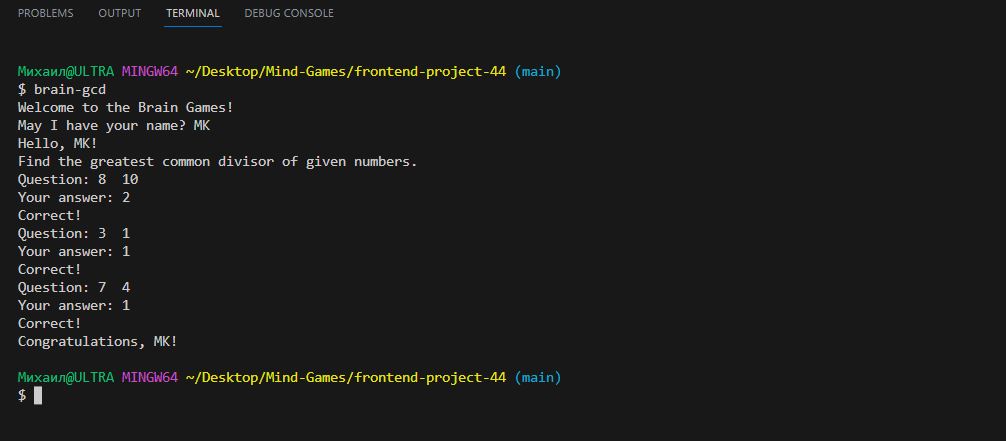 PROBLEMS OUTPUT TERMINAL DEBUG CONSOLE
Михаил@ULTRA MINGW64 ~/Desktop/Mind-Games/frontend-project-44 (main)
$ brain-gcd
Welcome to the Brain Games!
May I have your name? MK
Hello, MK!
Find the greatest common divisor of given numbers.
Question: 8  10
Your answer: 2
Correct!
Question: 3  1
Your answer: 1
Correct!
Question: 7  4
Your answer: 1
Correct!
Congratulations, MK!
Михаил@ULTRA MINGW64 ~/Desktop/Mind-Games/frontend-project-44 (main)
$